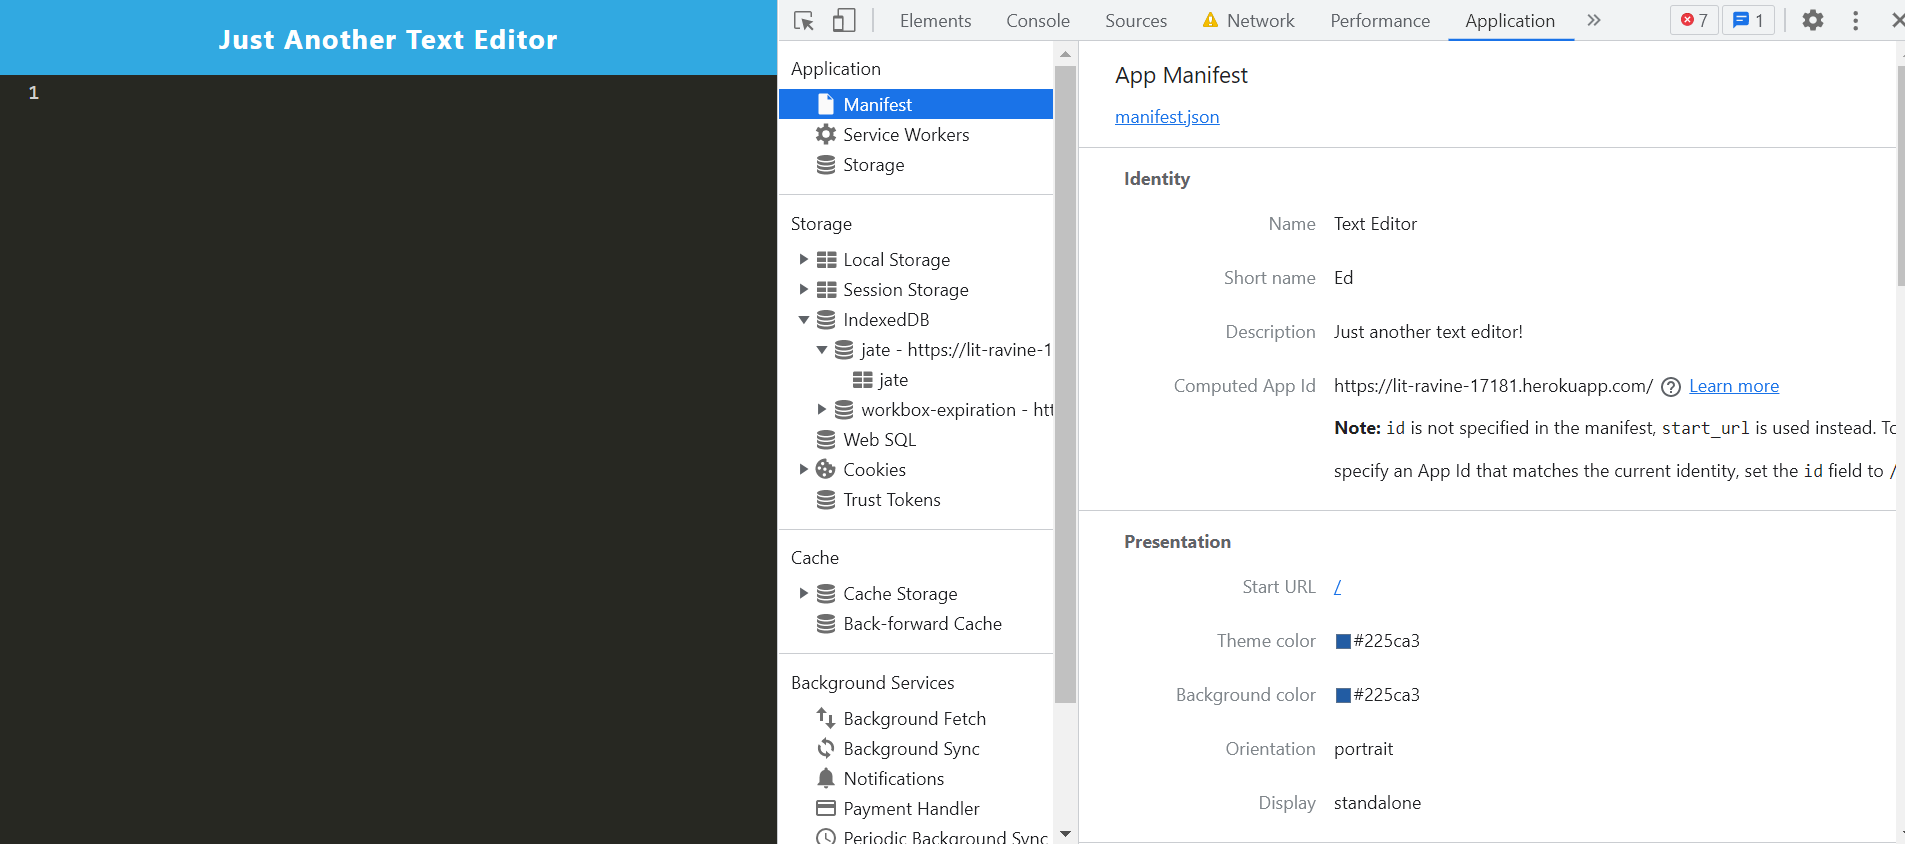 Just Another Text Editor
1
Elements Console Sources Network Performance Application 7 1
Application
Manifest
Service Workers
Storage
Storage
Local Storage
Session Storage
IndexedDB
jate - https://lit-ravine-1
jate
workbox-expiration - htt
Web SQL
Cookies
Trust Tokens
Cache
Cache Storage
Back-forward Cache
Background Services
Background Fetch
Background Sync
Notifications
Payment Handler
Periodic Background Sync
App Manifest
manifest.json
Identity
Name Text Editor
Short name Ed
Description Just another text editor!
Computed App Id https://lit-ravine-17181.herokuapp.com/ Learn more
Note: id is not specified in the manifest, start_url is used instead. To
specify an App Id that matches the current identity, set the id field to /
Presentation
Start URL /
Theme color #225ca3
Background color #225ca3
Orientation portrait
Display standalone